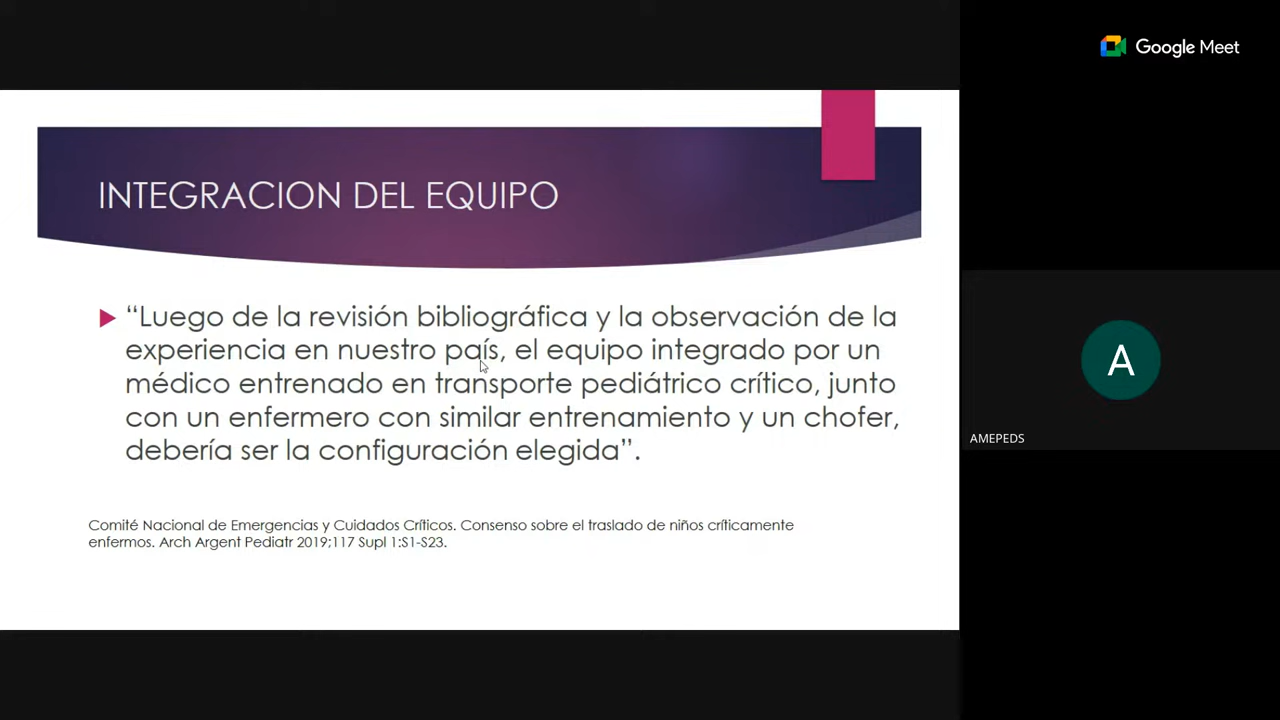 Google Meet
INTEGRACION DEL EQUIPO
“Luego de la revisión bibliográfica y la observación de la
experiencia en nuestro país, el equipo integrado por un
médico entrenado en transporte pediátrico crítico, junto
con un enfermero con similar entrenamiento y un chofer,
debería ser la configuración elegida”.
Comité Nacional de Emergencias y Cuidados Críticos. Consenso sobre el traslado de niños críticamente
enfermos. Arch Argent Pediatr 2019;117 Supl 1:S1-S23.
A
AMEPEDS